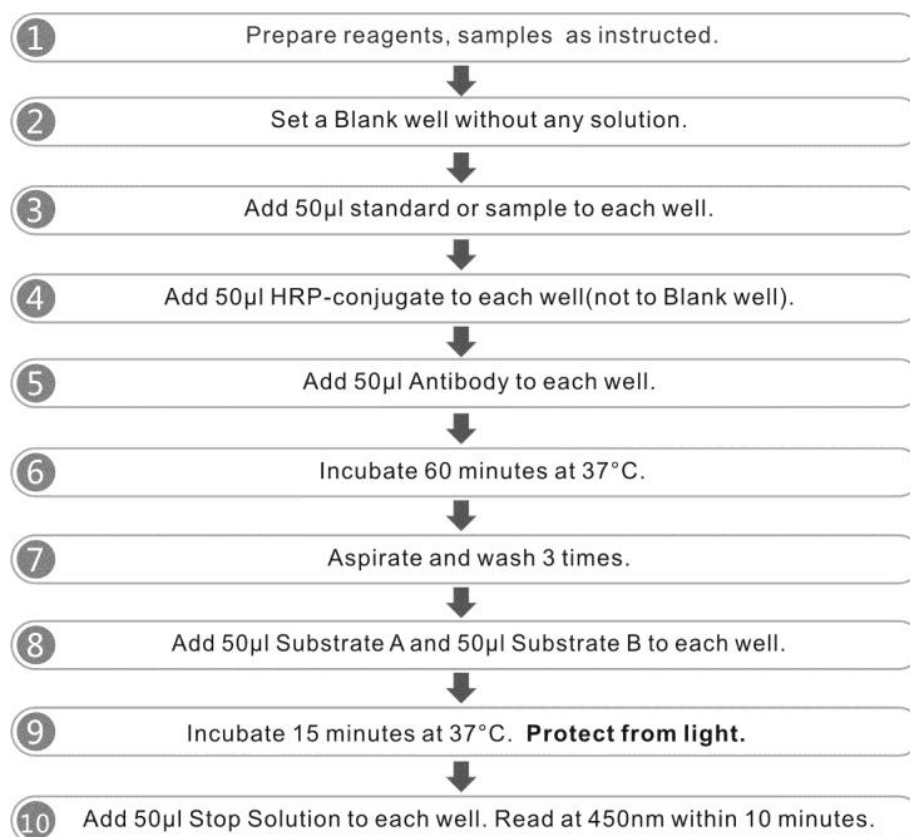 1 Prepare reagents, samples as instructed.
2 Set a Blank well without any solution.
3 Add 50µl standard or sample to each well.
4 Add 50µl HRP-conjugate to each well(not to Blank well).
5 Add 50µl Antibody to each well.
6 Incubate 60 minutes at 37°C.
7 Aspirate and wash 3 times.
8 Add 50µl Substrate A and 50µl Substrate B to each well.
9 Incubate 15 minutes at 37°C. Protect from light.
10 Add 50µl Stop Solution to each well. Read at 450nm within 10 minutes.